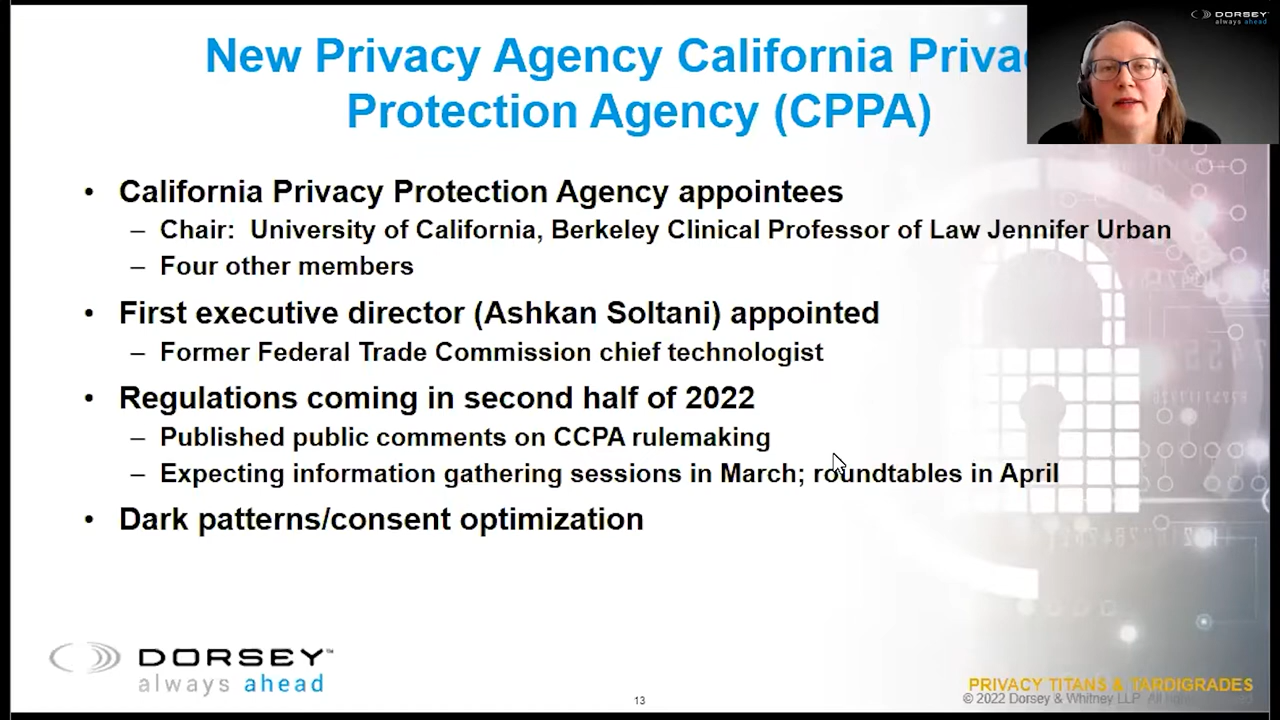 New Privacy Agency California Priva
Protection Agency (CPPA)
DORSEY
always ahead
• California Privacy Protection Agency appointees
– Chair: University of California, Berkeley Clinical Professor of Law Jennifer Urban
– Four other members
• First executive director (Ashkan Soltani) appointed
– Former Federal Trade Commission chief technologist
• Regulations coming in second half of 2022
– Published public comments on CCPA rulemaking
– Expecting information gathering sessions in March; roundtables in April
• Dark patterns/consent optimization
DORSEY™
always ahead
13
PRIVACY TITANS & TARDIGRADES
© 2022 Dorsey & Whitney LLP. All rights